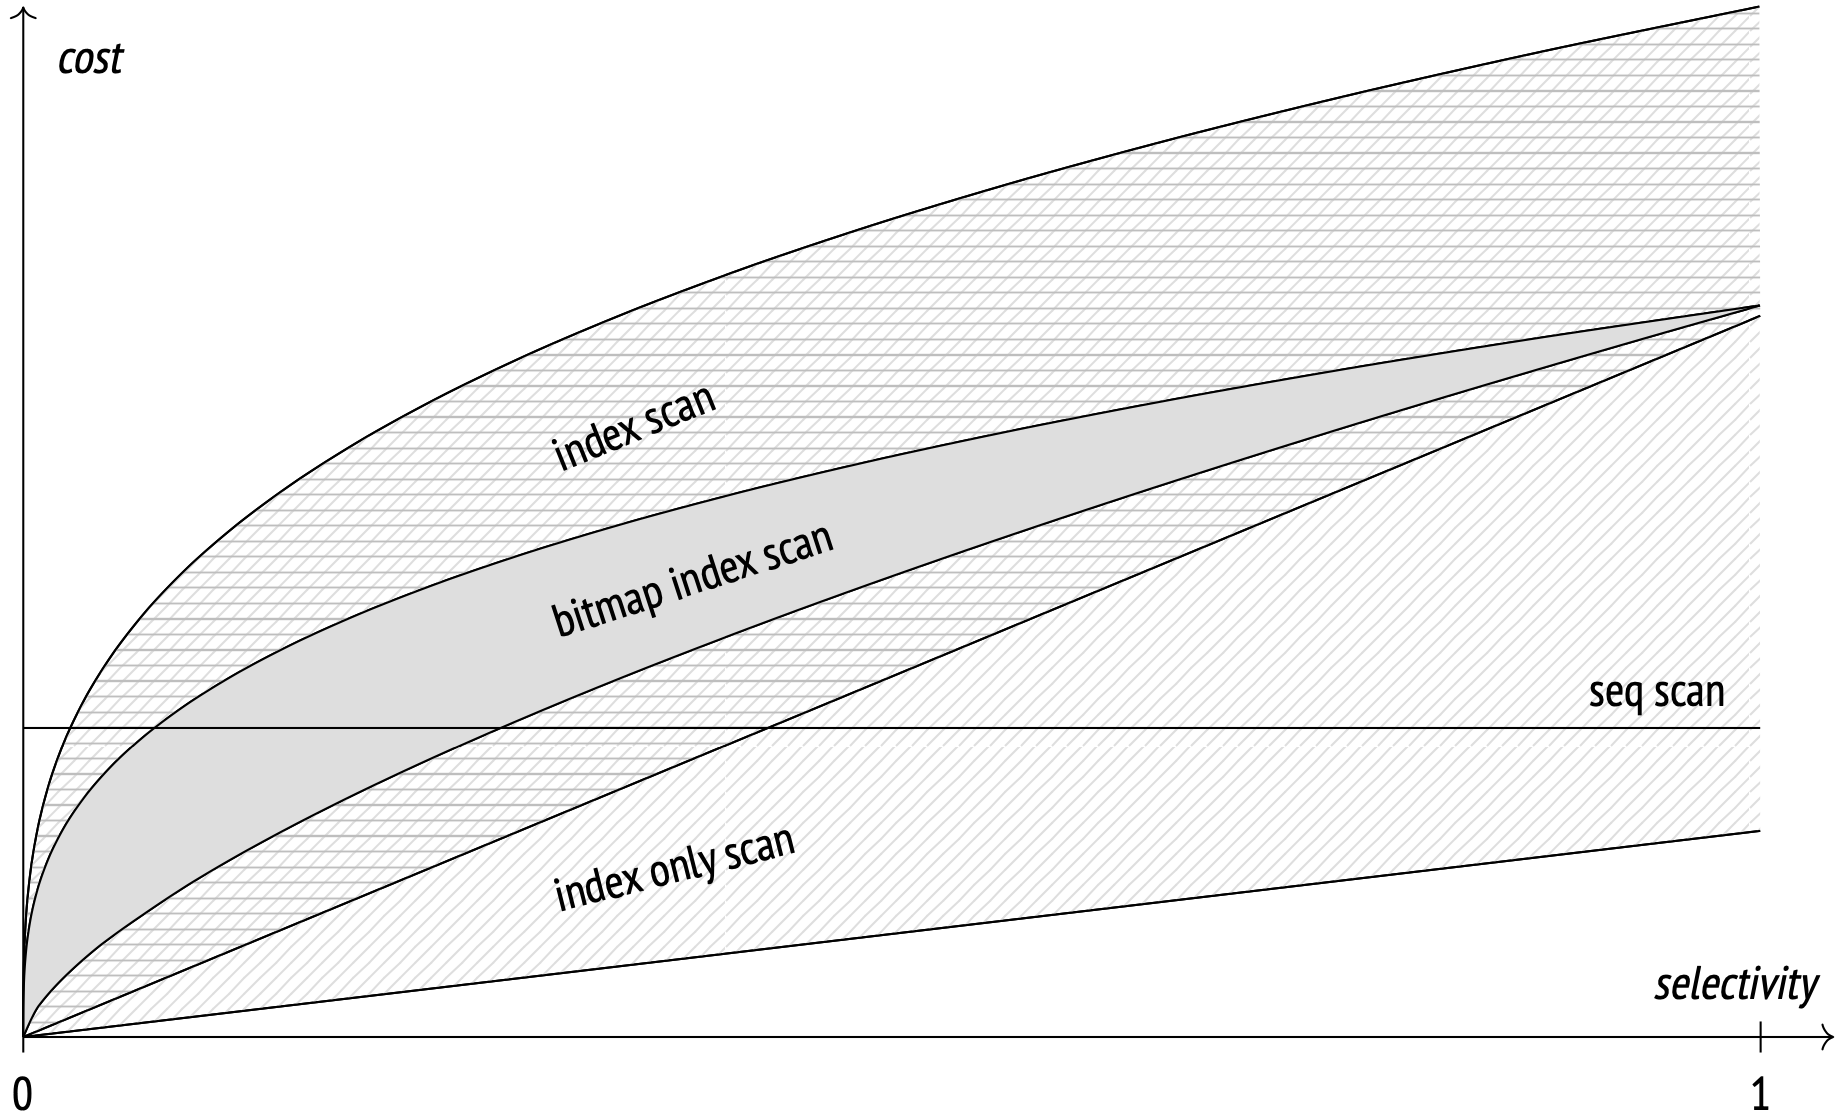 cost
index scan
bitmap index scan
seq scan
index only scan
selectivity
0
1